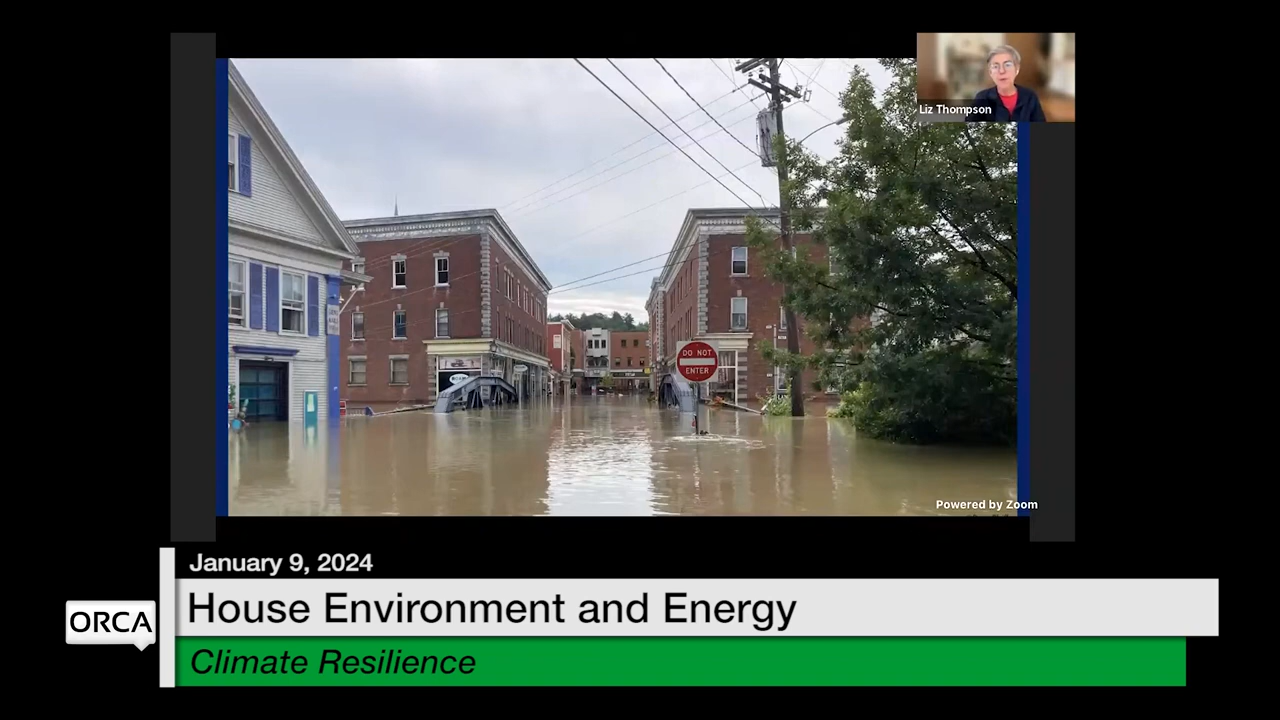 Liz Thompson
DO NOT
ENTER
Powered by Zoom
January 9, 2024
House Environment and Energy
ORCA
Climate Resilience